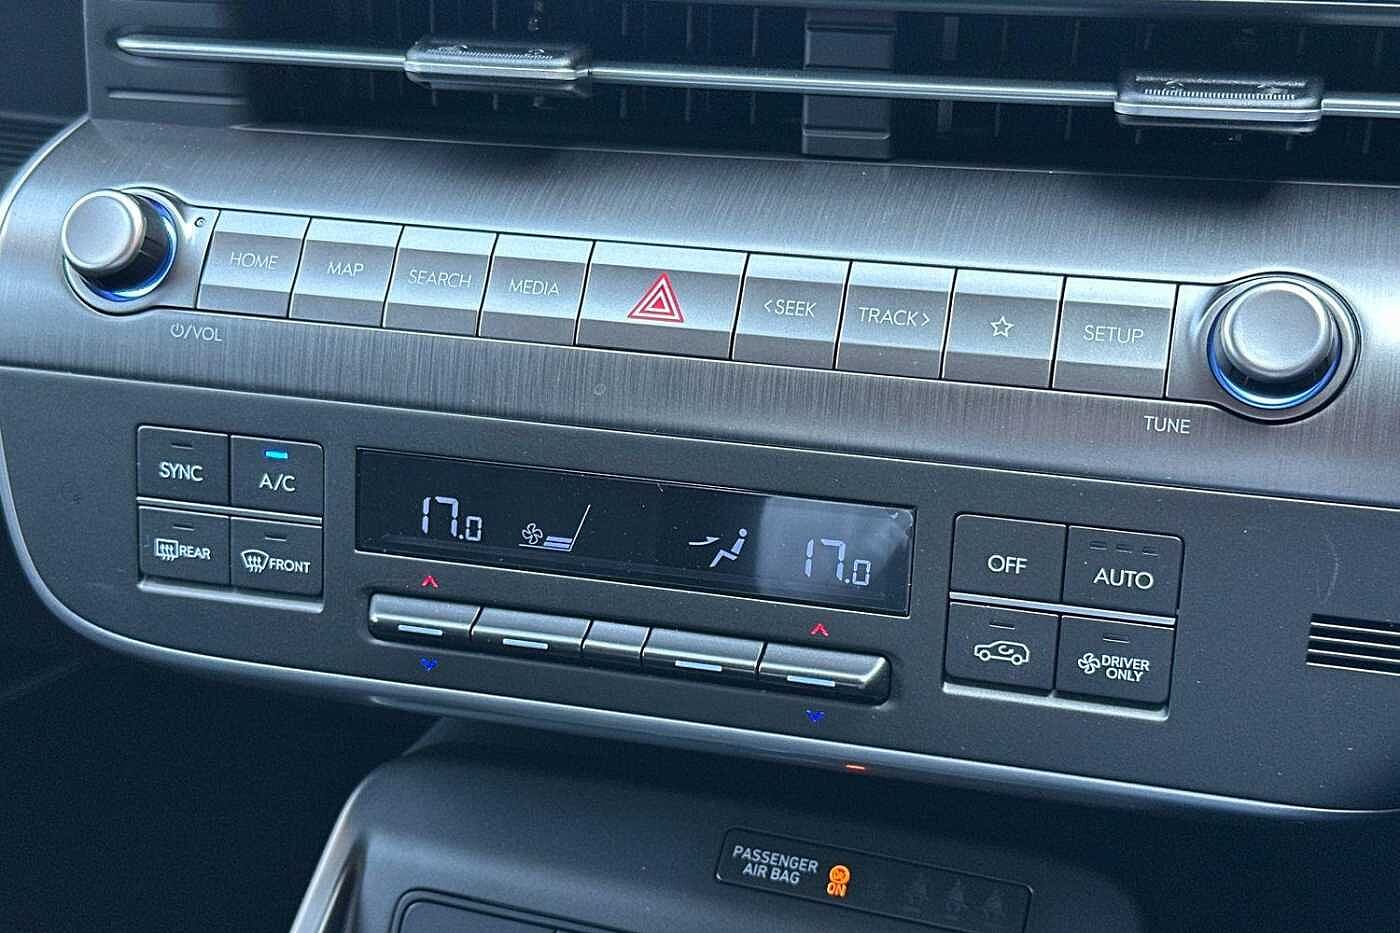 HOME
MAP
SEARCH
MEDIA
<SEEK
TRACK>
SETUP
/VOL
TUNE
SYNC
A/C
REAR
FRONT
17.0
17.0
OFF
AUTO
DRIVER
ONLY
PASSENGER
AIR BAG
ON